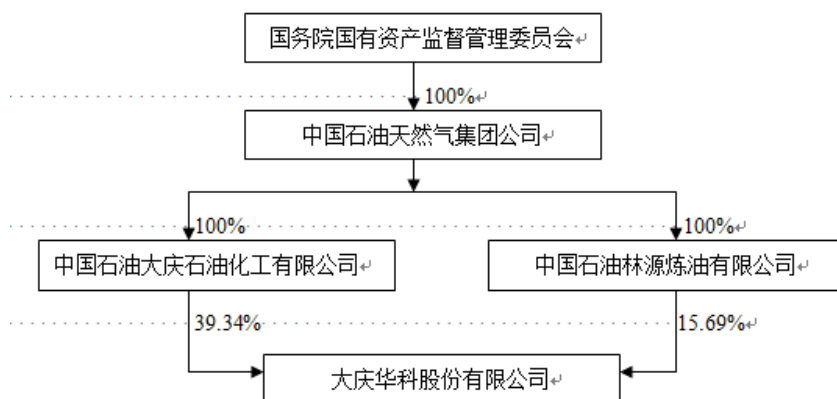 国务院国有资产监督管理委员会
100%
中国石油天然气集团公司
100%
100%
中国石油大庆石油化工有限公司
中国石油林源炼油有限公司
39.34%
15.69%
大庆华科股份有限公司